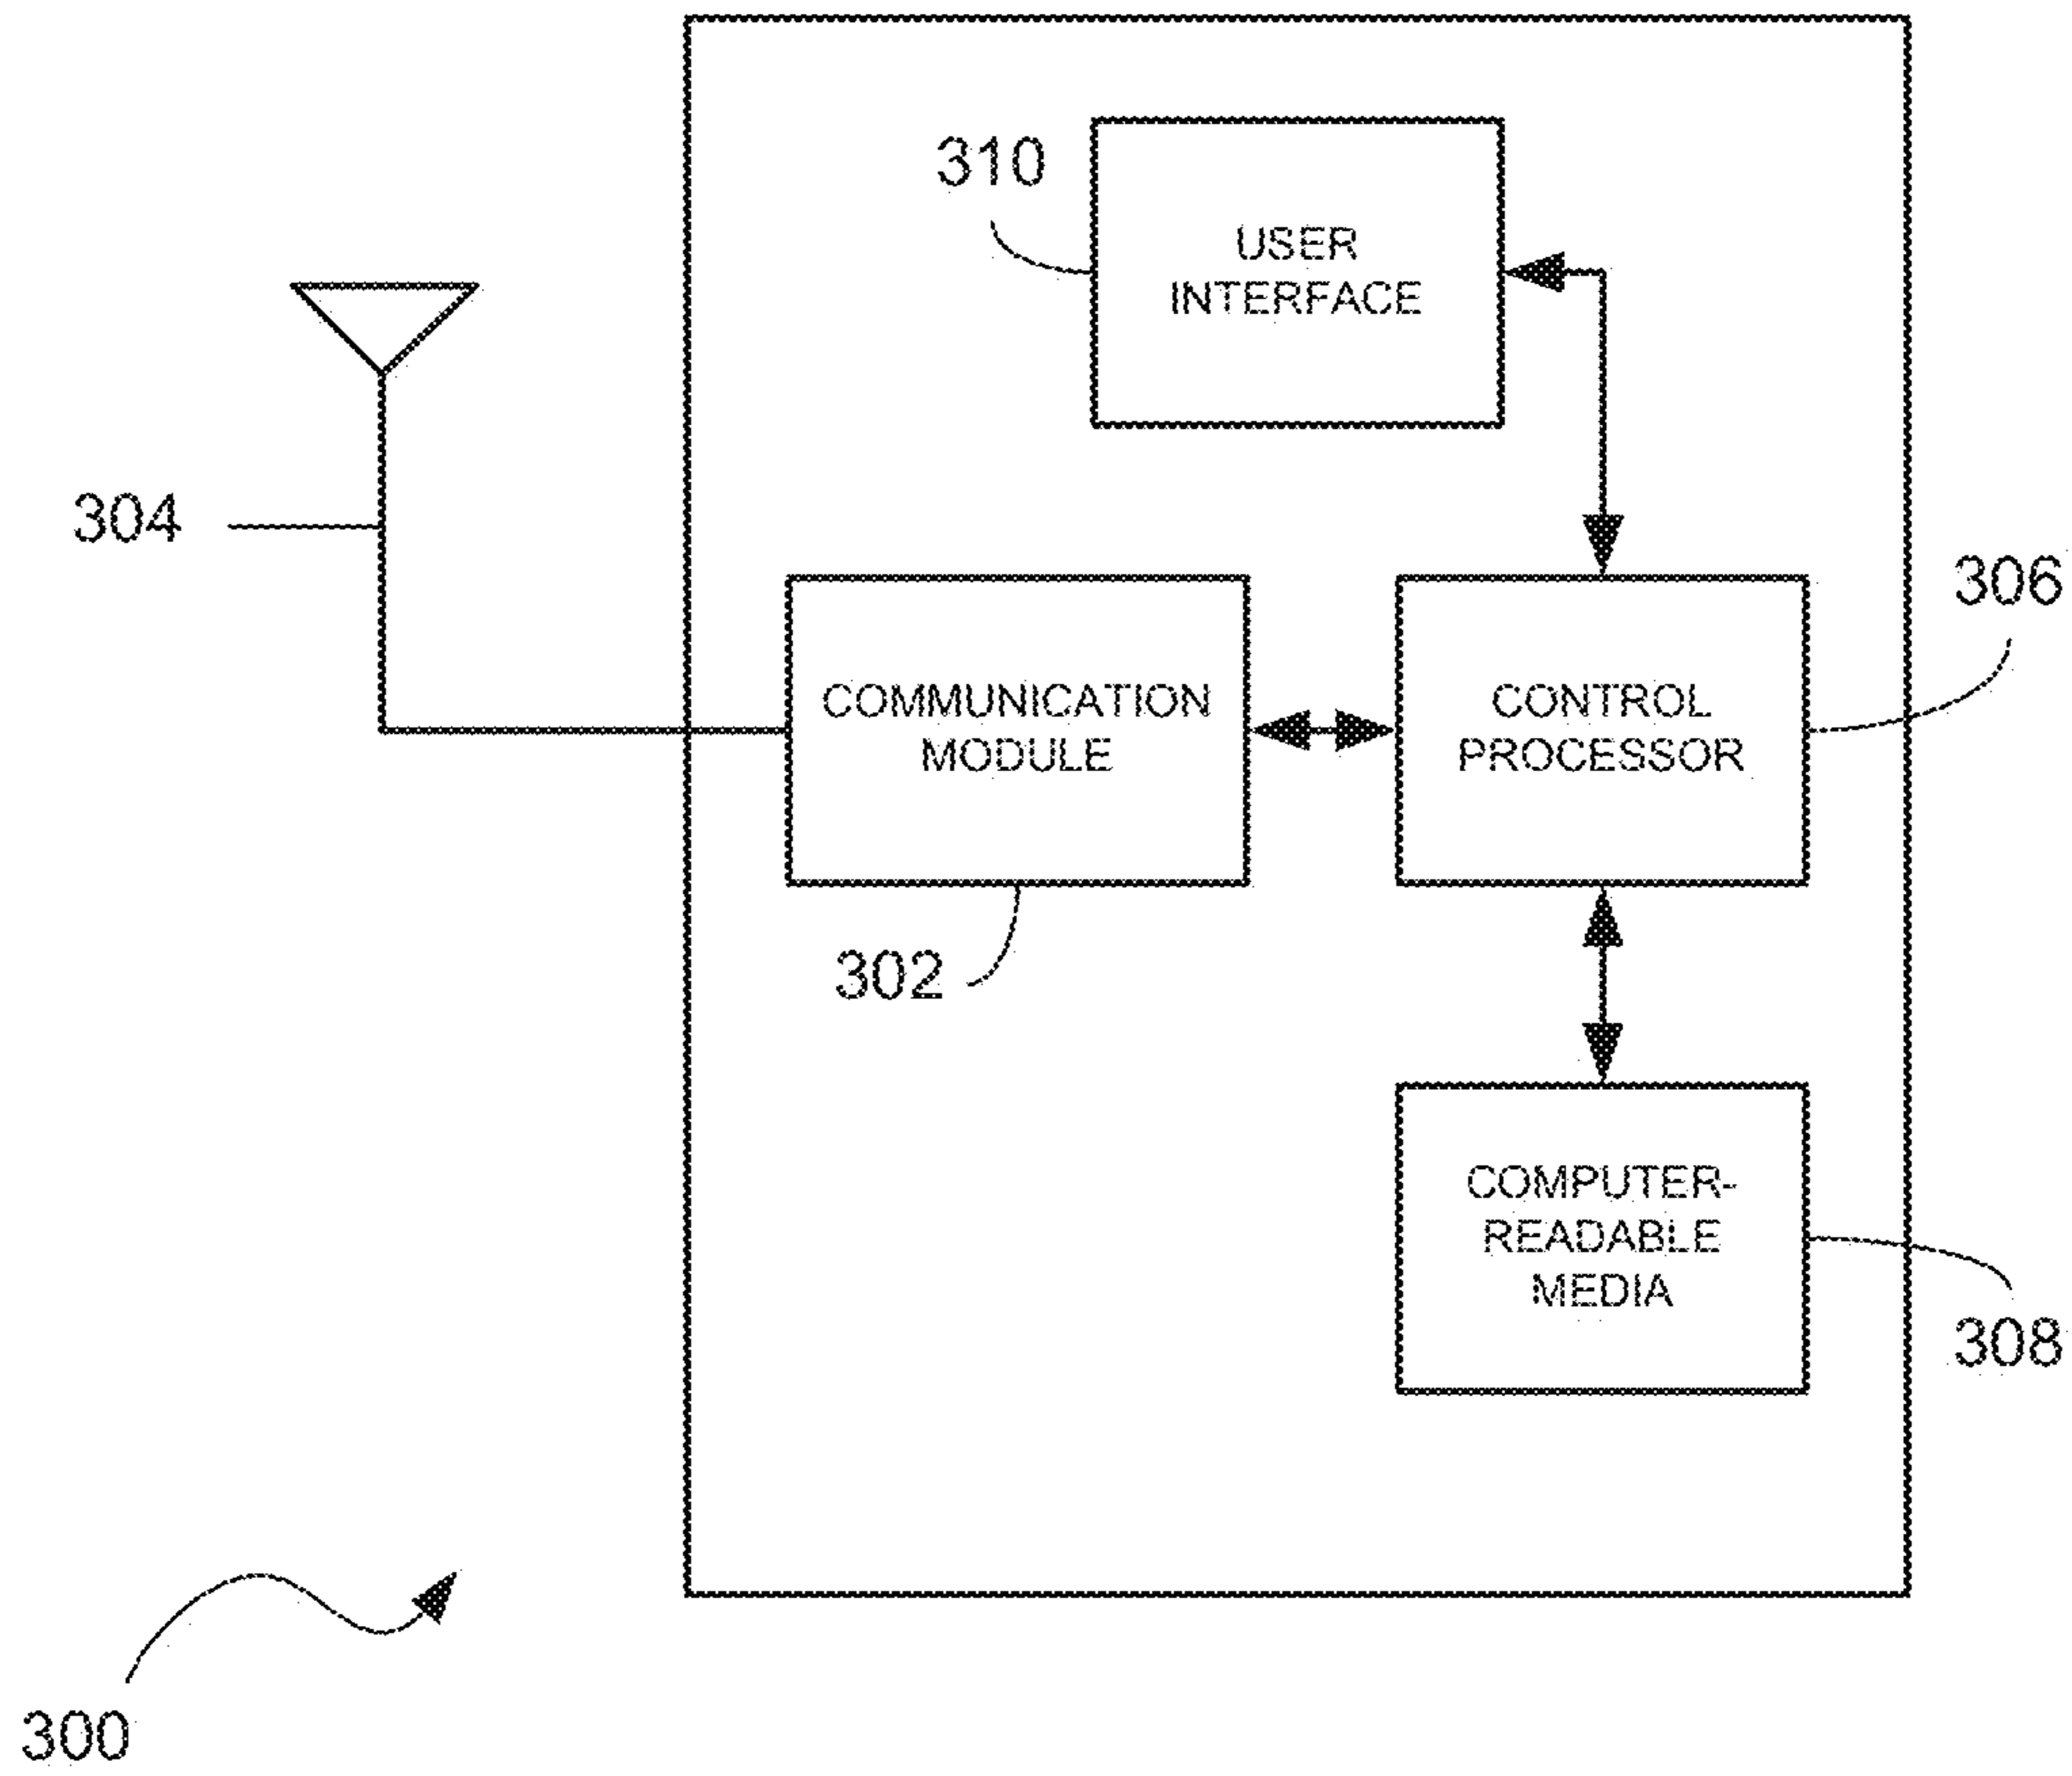 310
USER
INTERFACE
304
306
COMMUNICATION
MODULE
CONTROL
PROCESSOR
302
COMPUTER-
READABLE
MEDIA
308
300